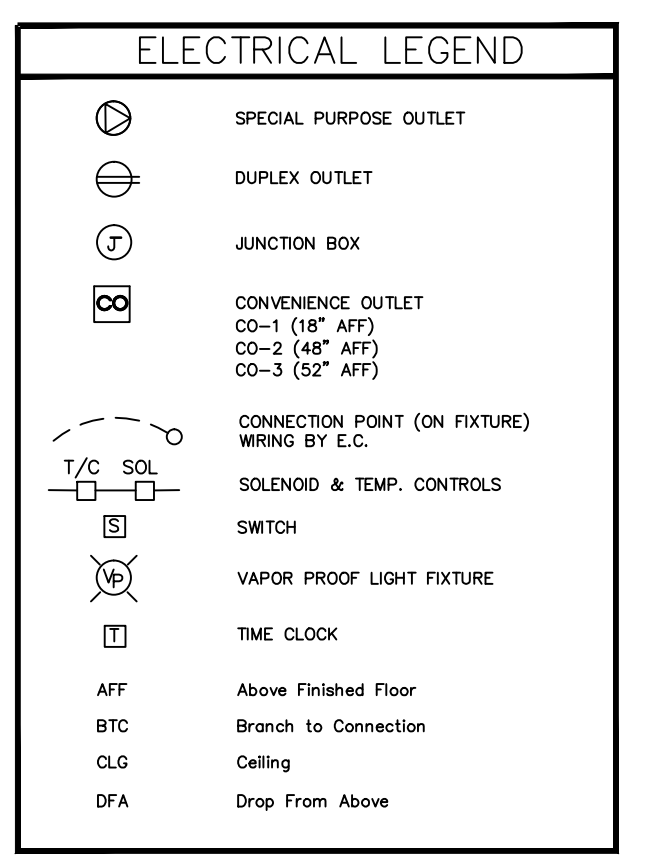 ELECTRICAL LEGEND
SPECIAL PURPOSE OUTLET
DUPLEX OUTLET
J JUNCTION BOX
CO CONVENIENCE OUTLET
CO-1 (18" AFF)
CO-2 (48" AFF)
CO-3 (52" AFF)
CONNECTION POINT (ON FIXTURE)
WIRING BY E.C.
T/C SOL
SOLENOID & TEMP. CONTROLS
S SWITCH
VP VAPOR PROOF LIGHT FIXTURE
T TIME CLOCK
AFF Above Finished Floor
BTC Branch to Connection
CLG Ceiling
DFA Drop From Above